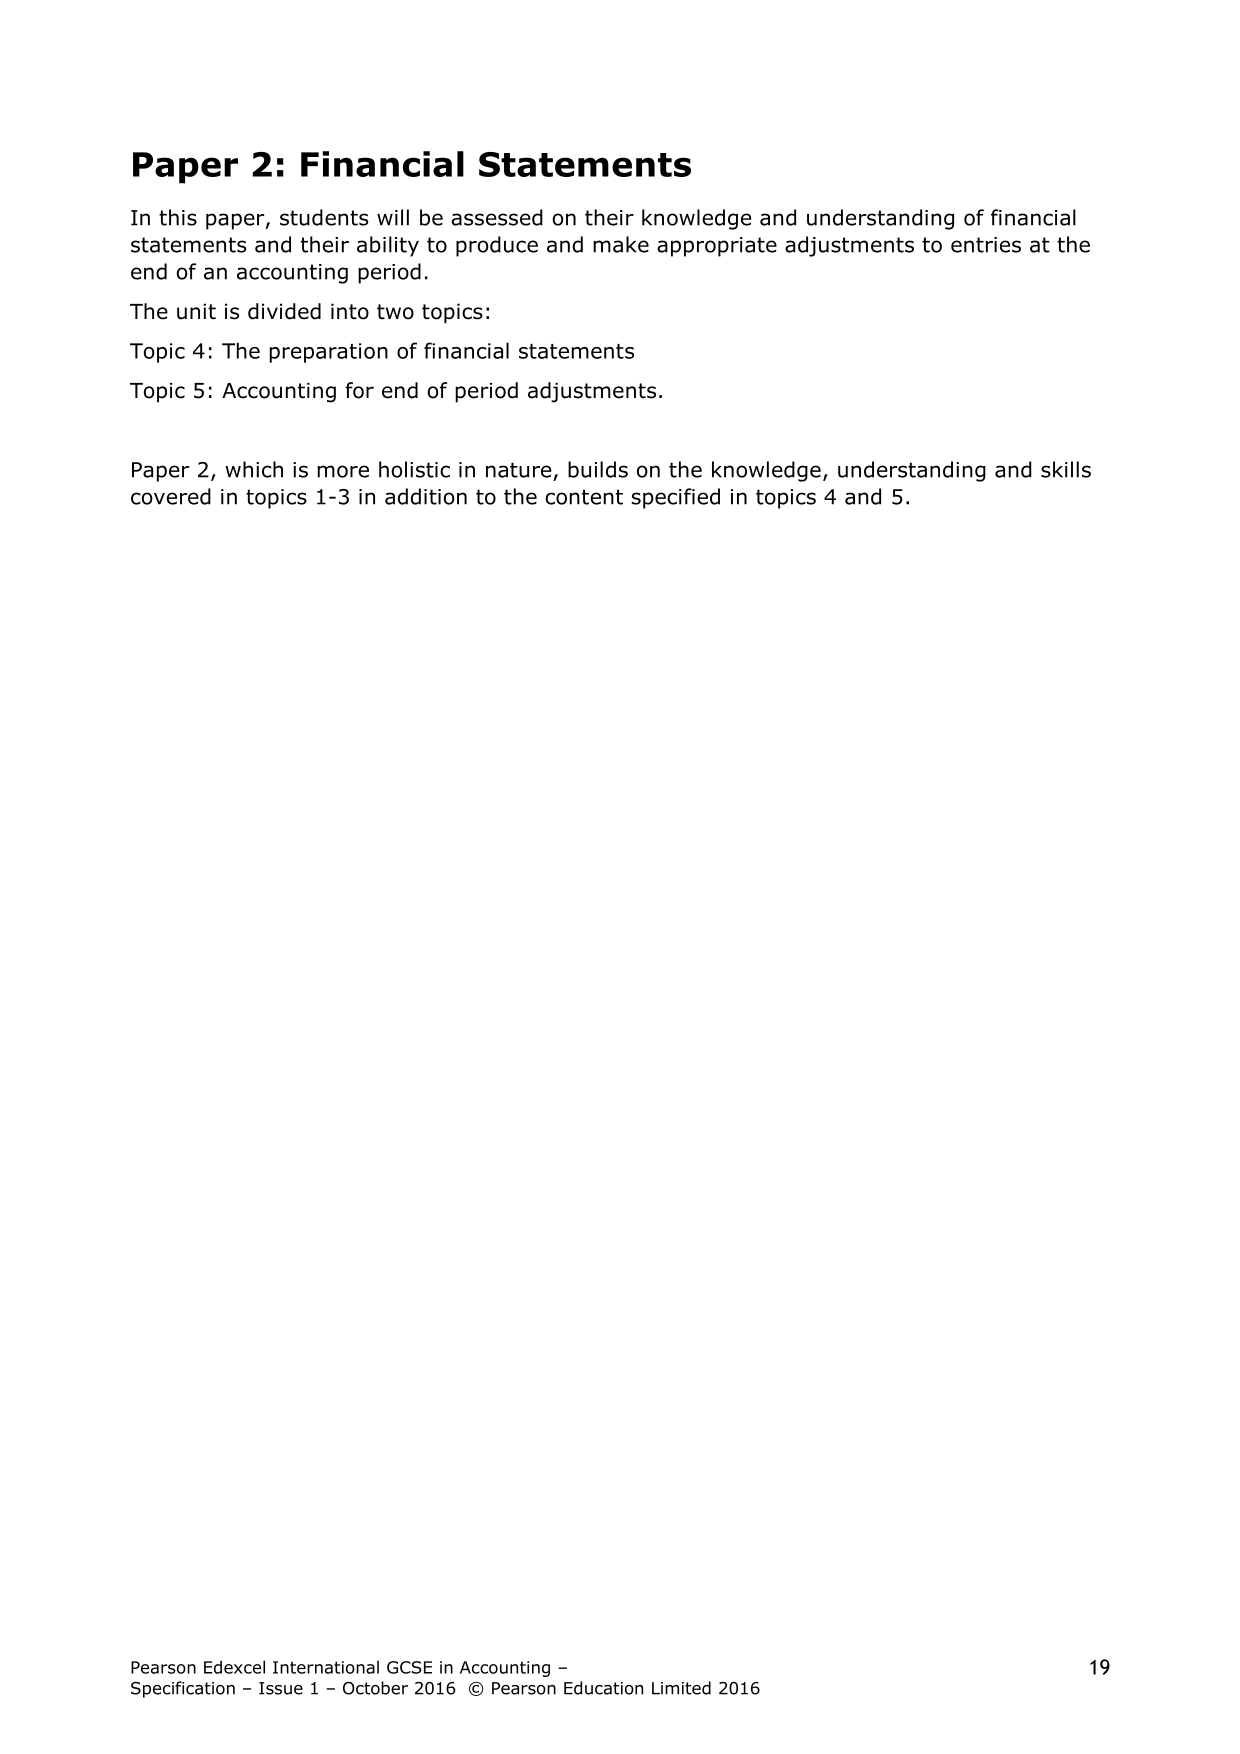 Paper 2: Financial Statements
In this paper, students will be assessed on their knowledge and understanding of financial
statements and their ability to produce and make appropriate adjustments to entries at the
end of an accounting period.
The unit is divided into two topics:
Topic 4: The preparation of financial statements
Topic 5: Accounting for end of period adjustments.
Paper 2, which is more holistic in nature, builds on the knowledge, understanding and skills
covered in topics 1-3 in addition to the content specified in topics 4 and 5.
Pearson Edexcel International GCSE in Accounting –
Specification – Issue 1 – October 2016 © Pearson Education Limited 2016
19